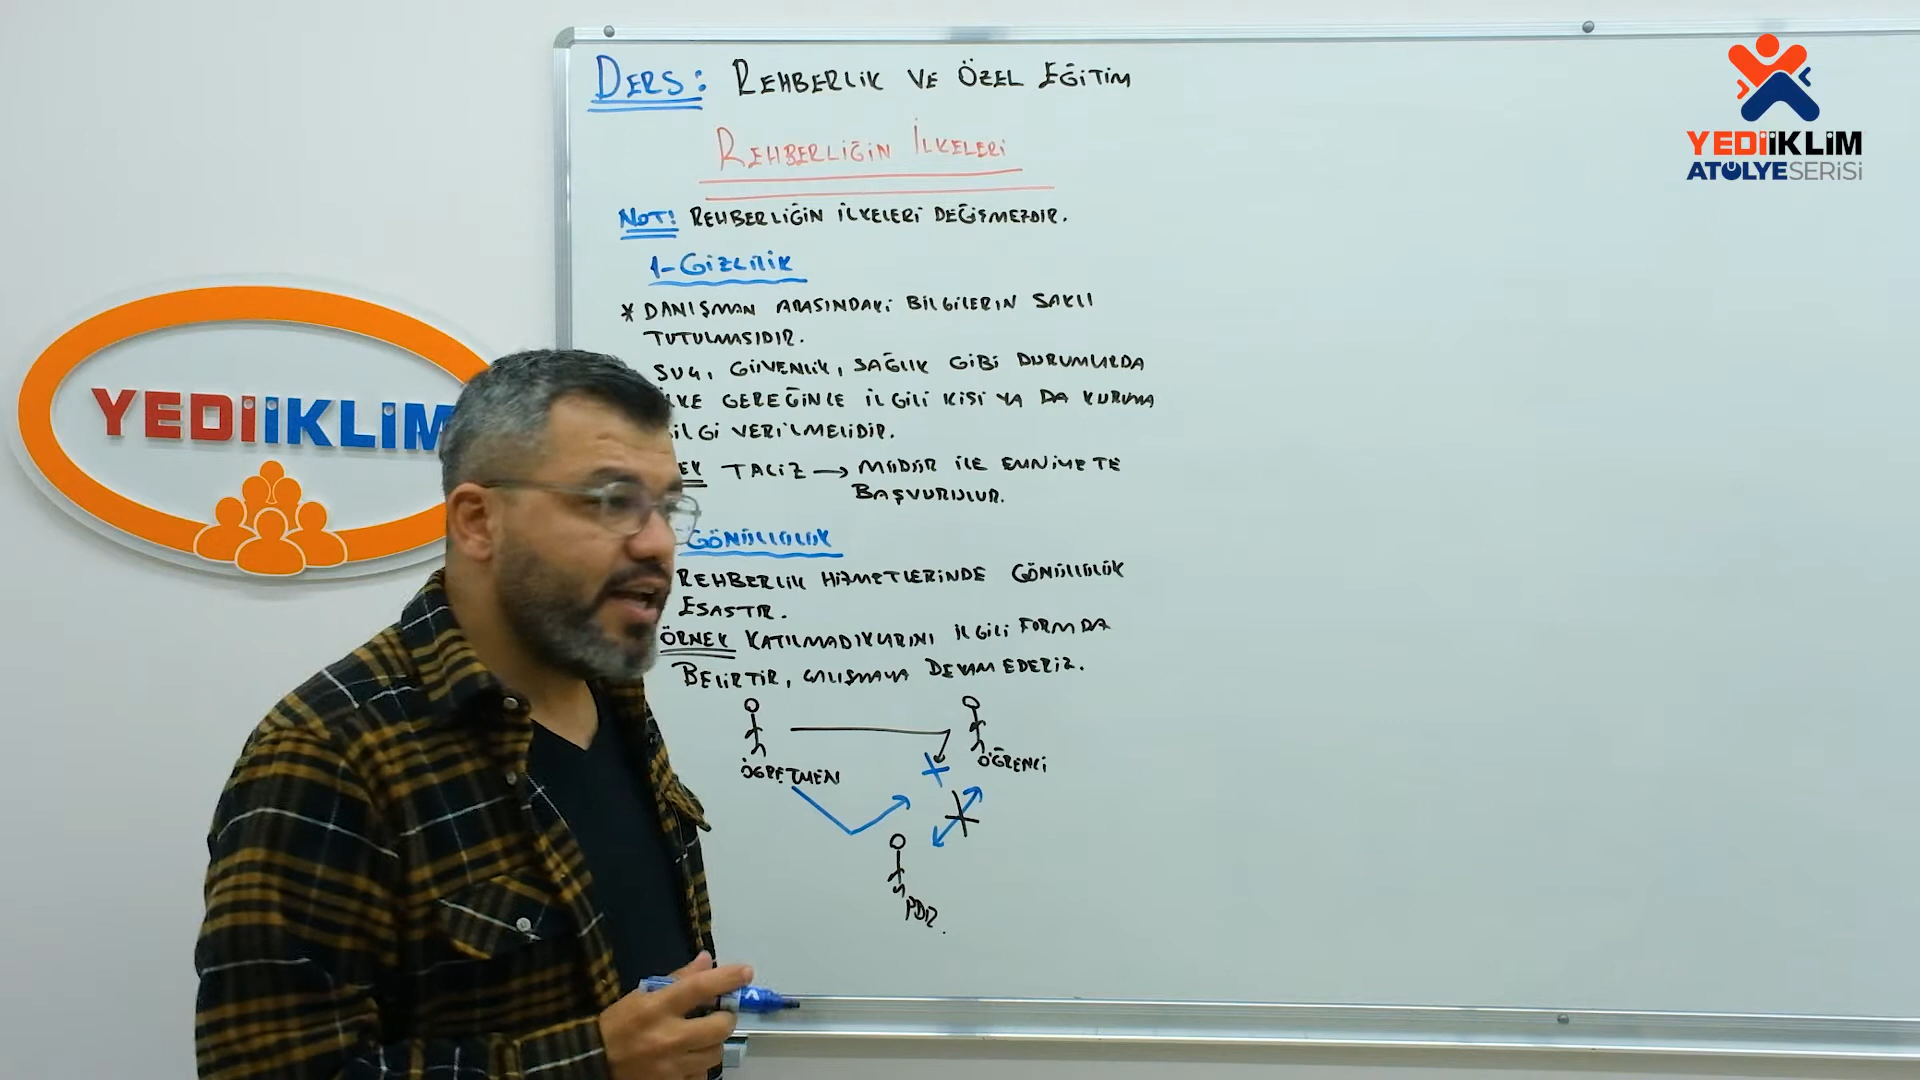 DERS: REHBERLİK VE ÖZEL EĞİTİM
REHBERLİĞİN İLKELERİ
NOT! REHBERLİĞİN İLKELERİ DEĞİŞMEZDİR.
1-GİZLİLİK
* DANIŞMAN ARASINDAKİ BİLGİLERİN SAKLI
TUTULMASIDIR.
SUÇ, GÜVENLİK, SAĞLIK GİBİ DURUMLARDA
İLKE GEREĞİNCE İLGİLİ KİŞİ YA DA KURUMA
BİLGİ VERİLMELİDİR.
TACİZ → MÜDÜR İLE EMNİYETE
BAŞVURULUR.
GÖNÜLLÜLÜK
REHBERLİK HİZMETLERİNDE GÖNÜLLÜLÜK
ESASTIR.
ÖRNEK KATILMADIKLARINI İLGİLİ FORMDA
BELİRTİR, ÇALIŞMAYA DEVAM EDERİZ.
ÖĞRETMEN
ÖĞRENCİ
YEDİİKLİM
YEDİİKLİM
ATÖLYESERİSİ